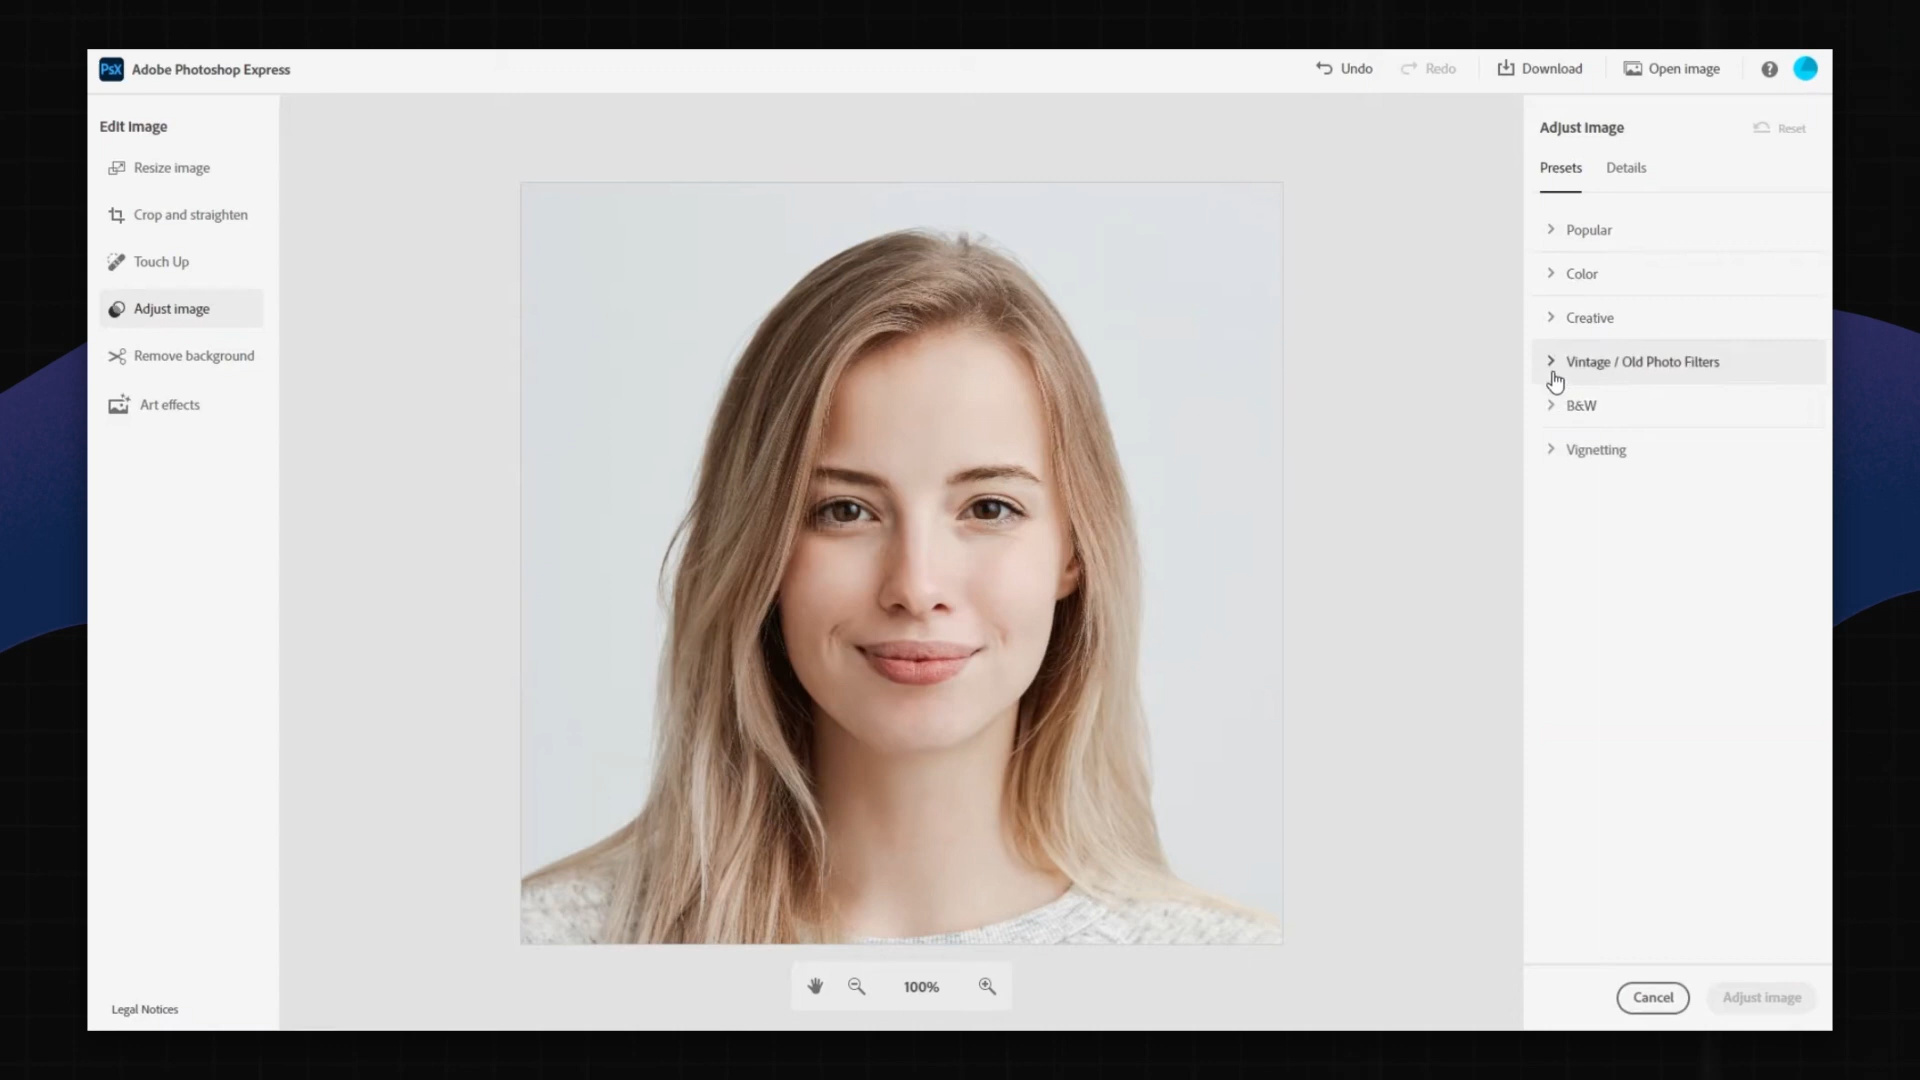 PsX Adobe Photoshop Express
Undo
Redo
Download
Open image
?
Edit image
Resize image
Crop and straighten
Touch Up
Adjust image
Remove background
Art effects
Legal Notices
100%
Adjust image
Reset
Presets
Details
Popular
Color
Creative
Vintage / Old Photo Filters
B&W
Vignetting
Cancel
Adjust image